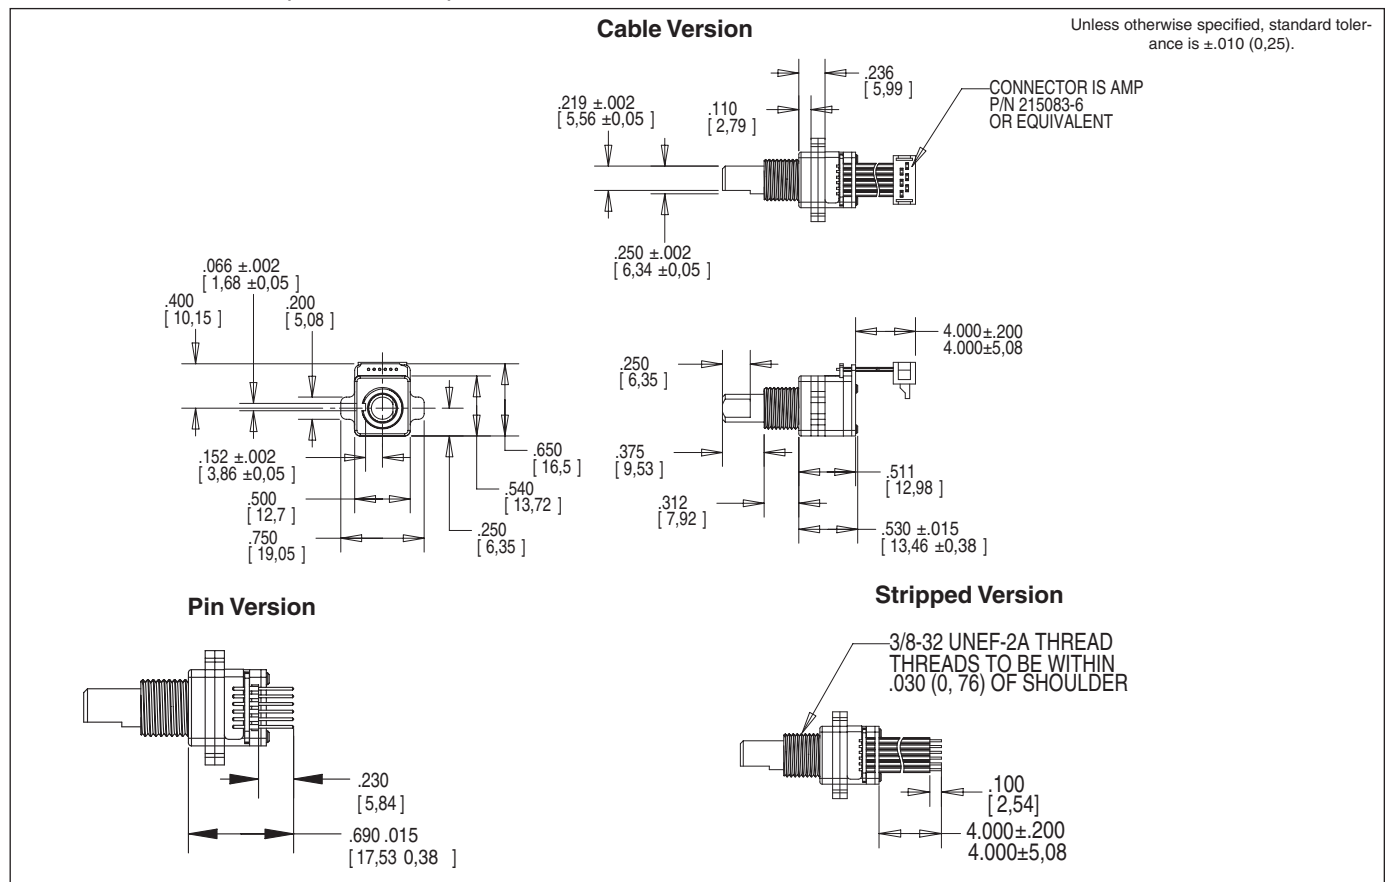 Cable Version
Unless otherwise specified, standard toler-
ance is ±.010 (0,25).
.236
[ 5,99 ]
CONNECTOR IS AMP
P/N 215083-6
OR EQUIVALENT
.219 ±.002
[ 5,56 ±0,05 ]
.110
[ 2,79 ]
.250 ±.002
[ 6,34 ±0,05 ]
.066 ±.002
[ 1,68 ±0,05 ]
.400
[ 10,15 ]
.200
[ 5,08 ]
.152 ±.002
[ 3,86 ±0,05 ]
.500
[ 12,7 ]
.750
[ 19,05 ]
.650
[ 16,5 ]
.540
[ 13,72 ]
.250
[ 6,35 ]
4.000±.200
4.000±5,08
.250
[ 6,35 ]
.375
[ 9,53 ]
.312
[ 7,92 ]
.511
[ 12,98 ]
.530 ±.015
[ 13,46 ±0,38 ]
Pin Version
.230
[ 5,84 ]
.690 .015
[ 17,53 0,38 ]
Stripped Version
3/8-32 UNEF-2A THREAD
THREADS TO BE WITHIN
.030 (0, 76) OF SHOULDER
.100
[ 2,54]
4.000±.200
4.000±5,08